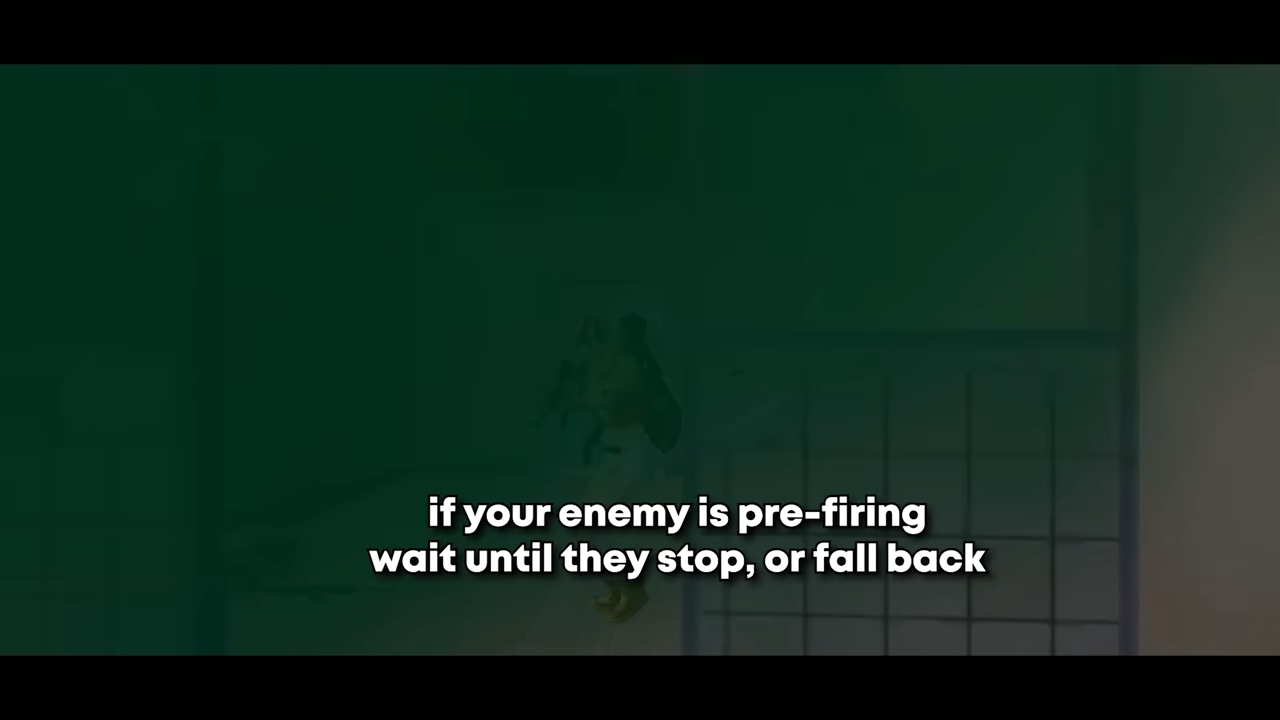 if your enemy is pre-firing
wait until they stop, or fall back